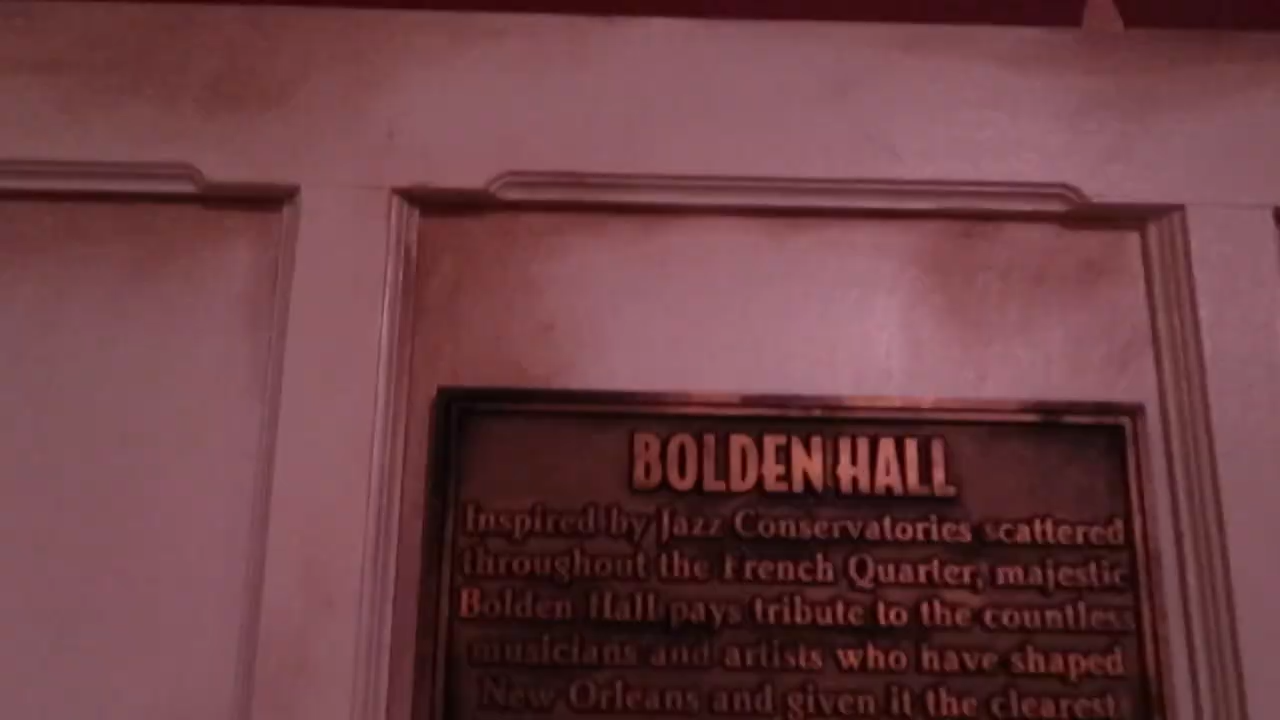 BOLDEN HALL
Inspired by Jazz Conservatories scattered
throughout the French Quarter, majestic
Bolden Hall pays tribute to the countless
musicians and artists who have shaped
New Orleans and given it the clearest